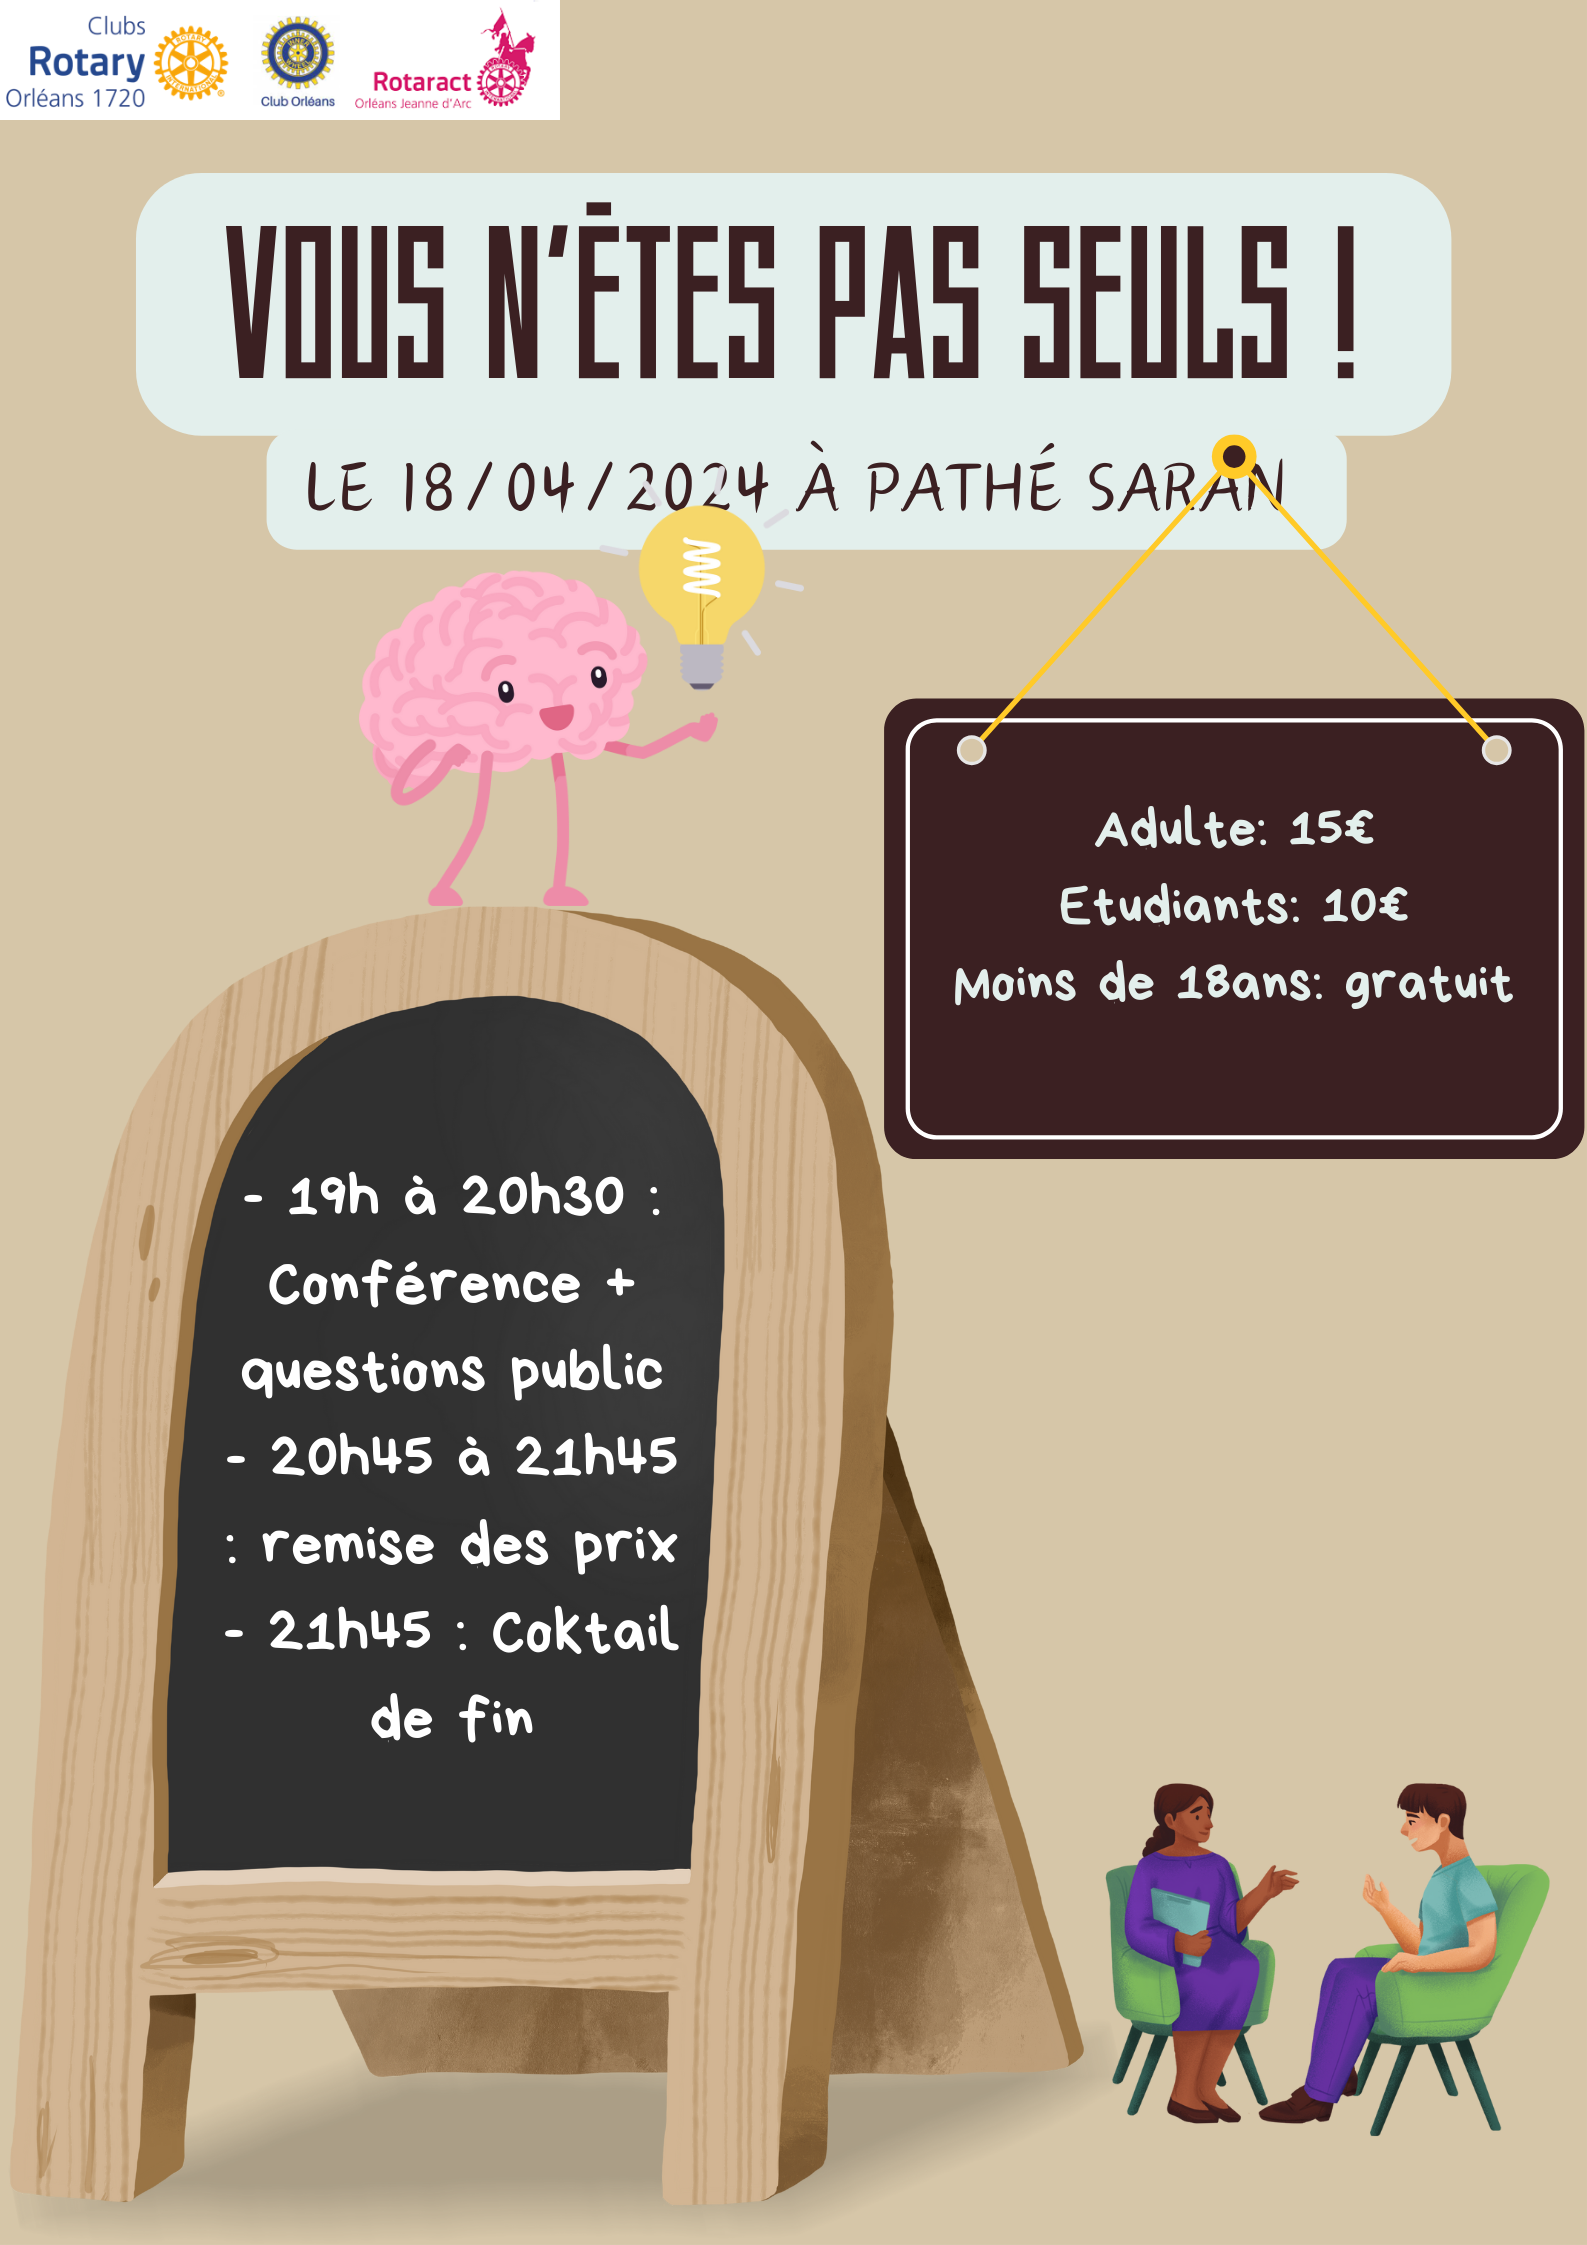 Clubs
Rotary
Orléans 1720
ROTARY
INTERNATIONAL
Club Orléans
Rotaract
Orléans Jeanne d'Arc
VOUS N'ÊTES PAS SEULS !
LE 18/04/2024 À PATHÉ SARAN
Adulte: 15€
Etudiants: 10€
Moins de 18ans: gratuit
- 19h à 20h30 :
Conférence +
questions public
- 20h45 à 21h45
: remise des prix
- 21h45 : Coktail
de fin